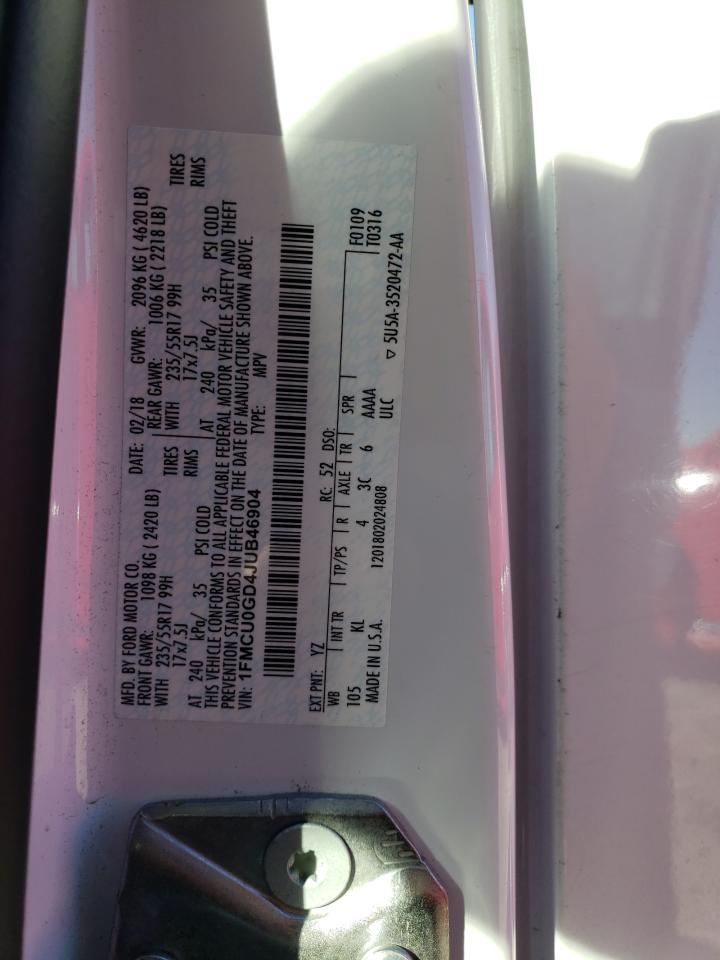 MFD. BY FORD MOTOR CO.
DATE: 02/18 GVWR: 2096 KG ( 4620 LB)
FRONT GAWR: 1098 KG ( 2420 LB) REAR GAWR: 1006 KG ( 2218 LB)
WITH 235/55R17 99H TIRES WITH 235/55R17 99H TIRES
17x7.5J RIMS 17x7.5J RIMS
AT 240 kPa/ 35 PSI COLD AT 240 kPa/ 35 PSI COLD
THIS VEHICLE CONFORMS TO ALL APPLICABLE FEDERAL MOTOR VEHICLE SAFETY AND THEFT
PREVENTION STANDARDS IN EFFECT ON THE DATE OF MANUFACTURE SHOWN ABOVE.
VIN: 1FMCU0GD4JUB46904 TYPE: MPV
EXT PNT: YZ RC: 52 DSO: F0109
WB INT TR TP/PS R AXLE TR SPR T0316
105 KL 4 3C 6 AAAA
MADE IN U.S.A. 1201802024808 ULC ▽ 5U5A-3520472-AA